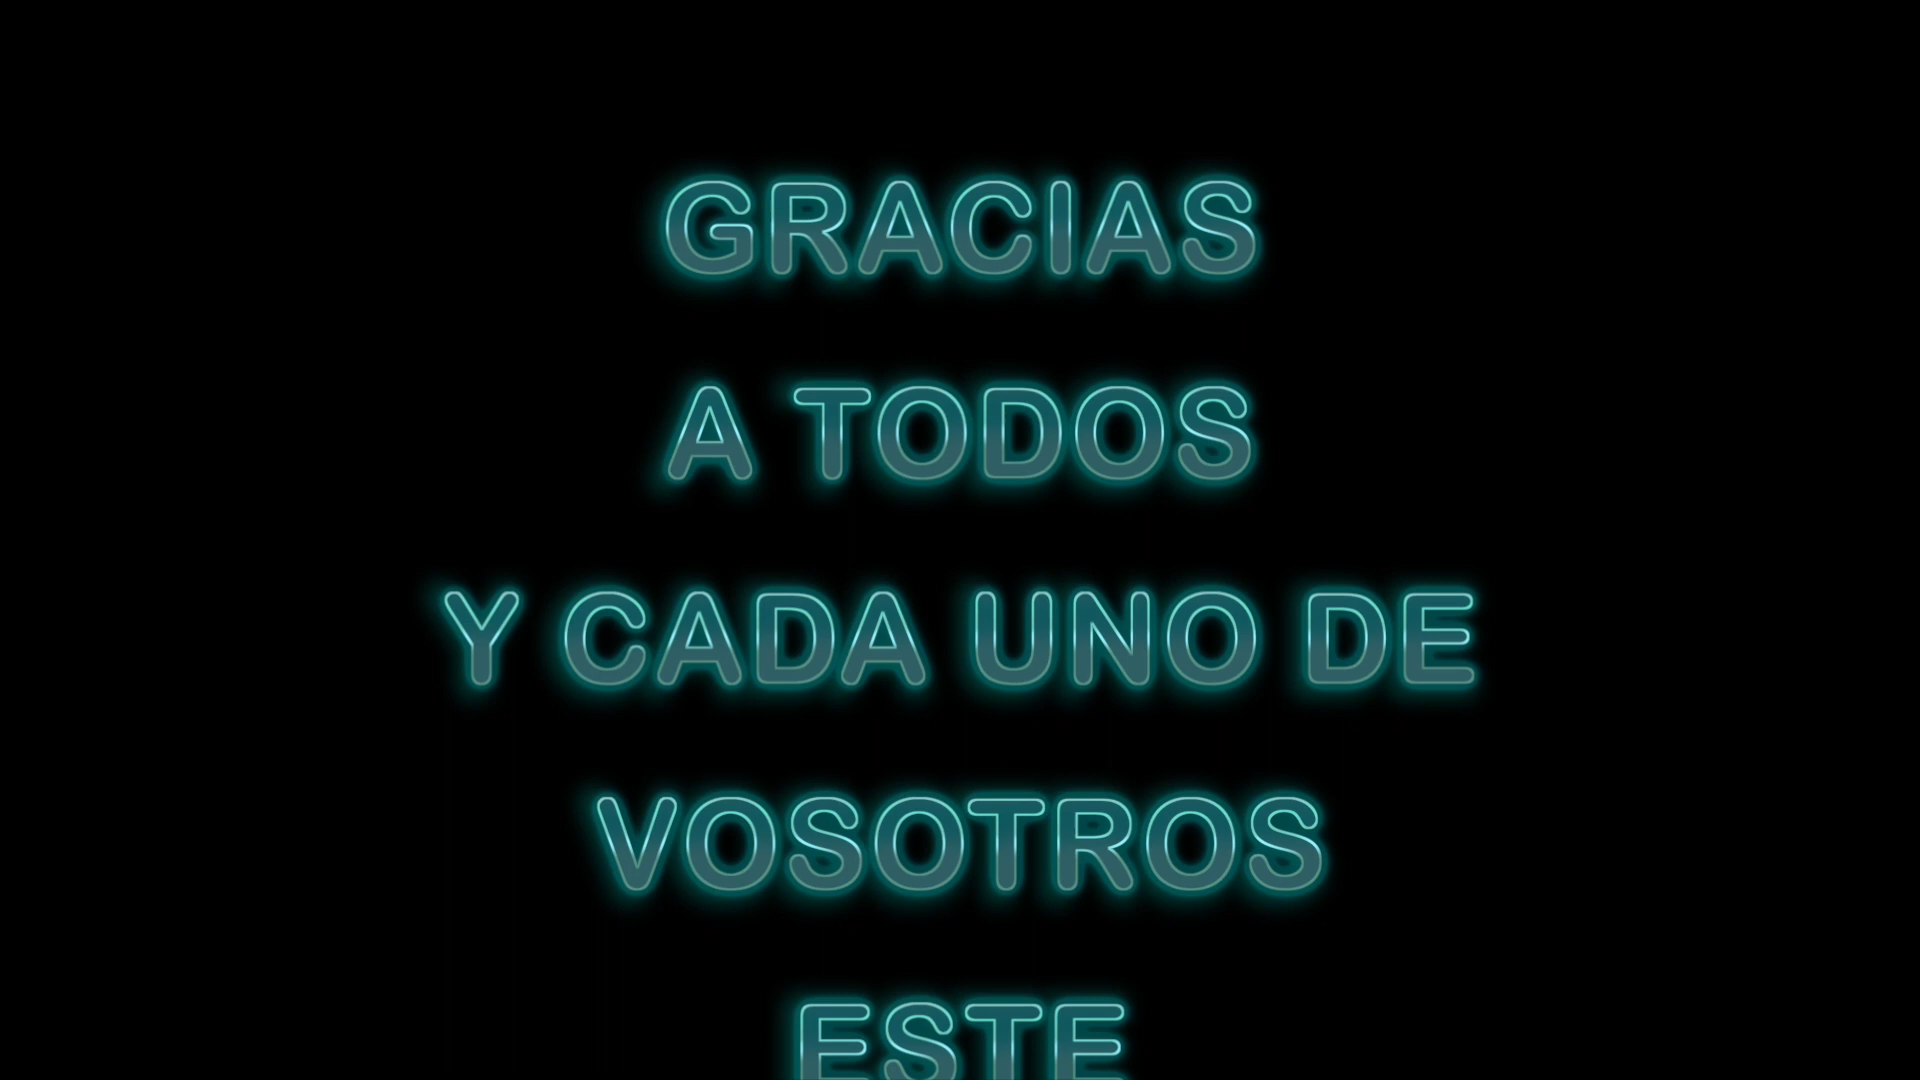 GRACIAS
A TODOS
Y CADA UNO DE
VOSOTROS
ESTE